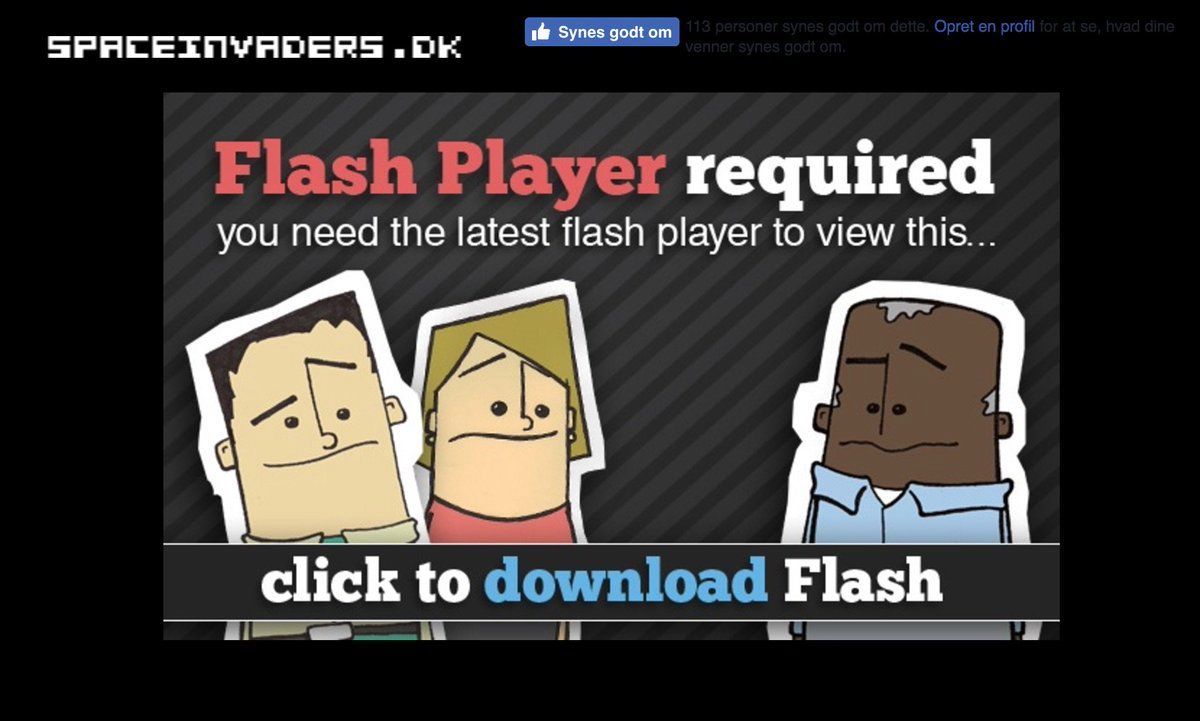 SPACEINVADERS.DK
Synes godt om
113 personer synes godt om dette. Opret en profil for at se, hvad dine
venner synes godt om.
Flash Player required
you need the latest flash player to view this...
click to download Flash